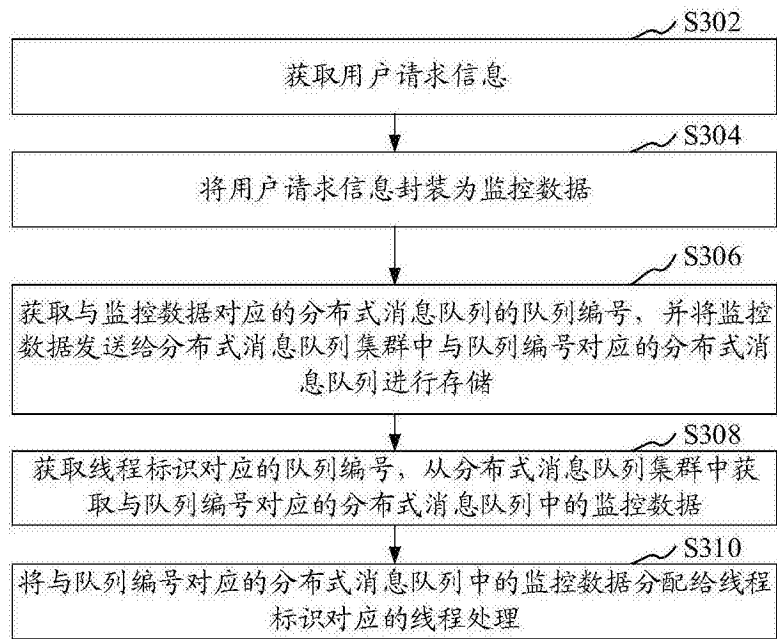 S302
获取用户请求信息
S304
将用户请求信息封装为监控数据
S306
获取与监控数据对应的分布式消息队列的队列编号，并将监控
数据发送给分布式消息队列集群中与队列编号对应的分布式消
息队列进行存储
S308
获取线程标识对应的队列编号，从分布式消息队列集群中获
取与队列编号对应的分布式消息队列中的监控数据
S310
将与队列编号对应的分布式消息队列中的监控数据分配给线程
标识对应的线程处理